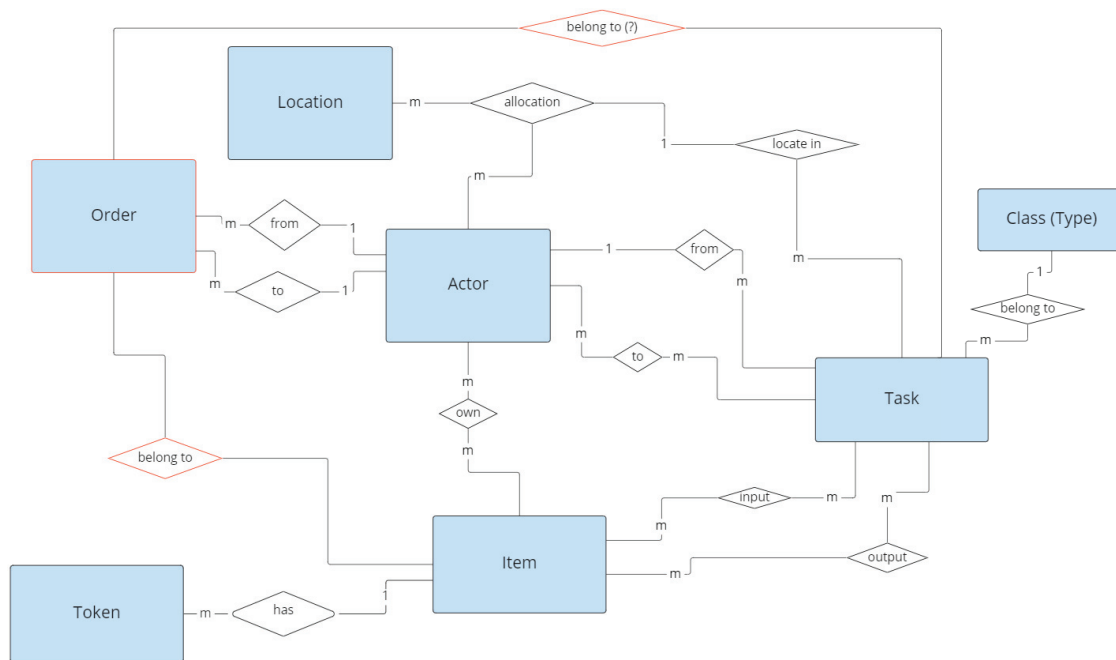 belong to (?)
Location
m
allocation
1
locate in
m
m
Order
m
from
1
m
to
1
Actor
1
from
m
m
to
m
Class (Type)
1
belong to
m
Task
m
own
m
belong to
m
input
m
m
output
m
Item
Token
m
has
1